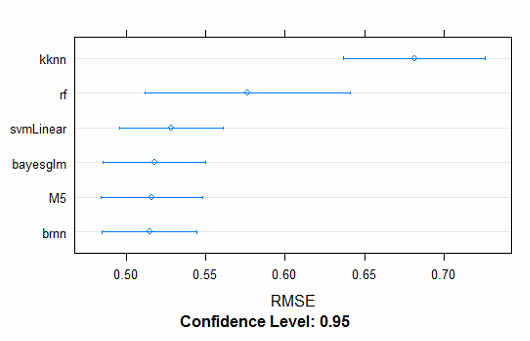 kknn
rf
svmLinear
bayesglm
M5
brnn
0.50 0.55 0.60 0.65 0.70
RMSE
Confidence Level: 0.95